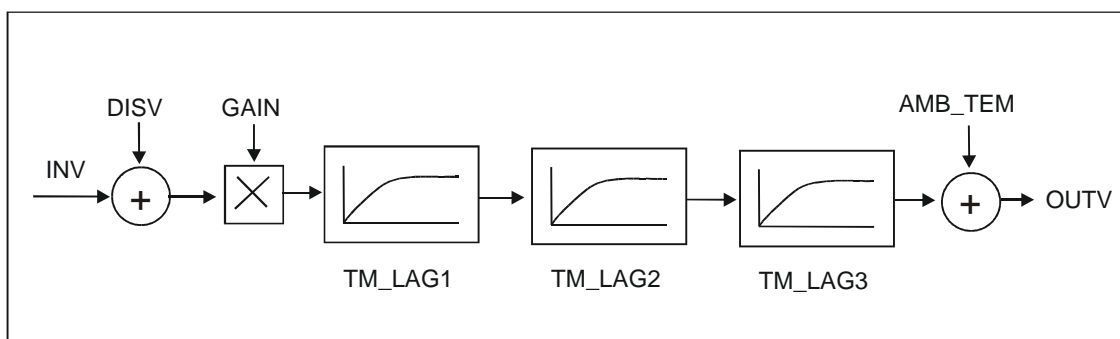 DISV
GAIN
AMB_TEM
INV
+
+
OUTV
TM_LAG1
TM_LAG2
TM_LAG3